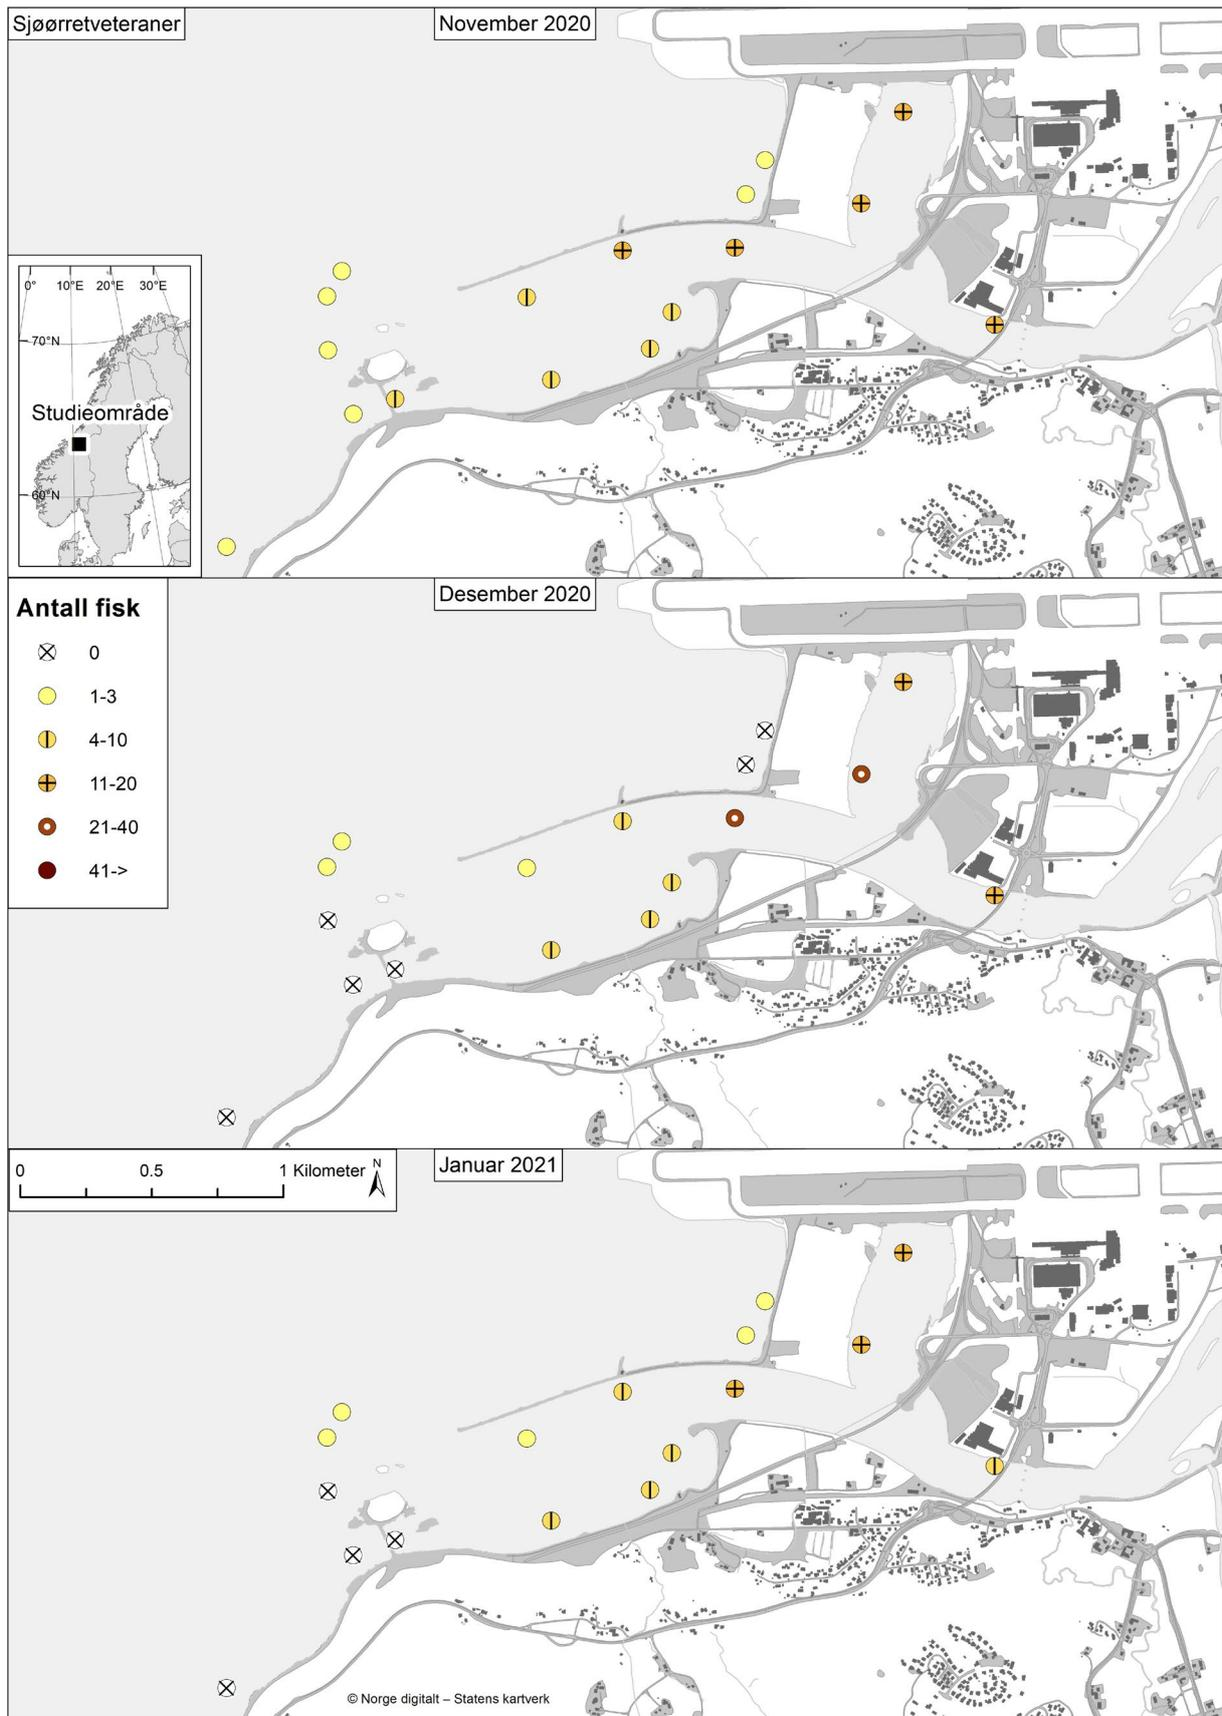 Sjøørretveteraner
November 2020
0° 10°E 20°E 30°E
70°N
Studieområde
60°N
Desember 2020
Antall fisk
0
1-3
4-10
11-20
21-40
41->
0 0.5 1 Kilometer N
Januar 2021
© Norge digitalt – Statens kartverk